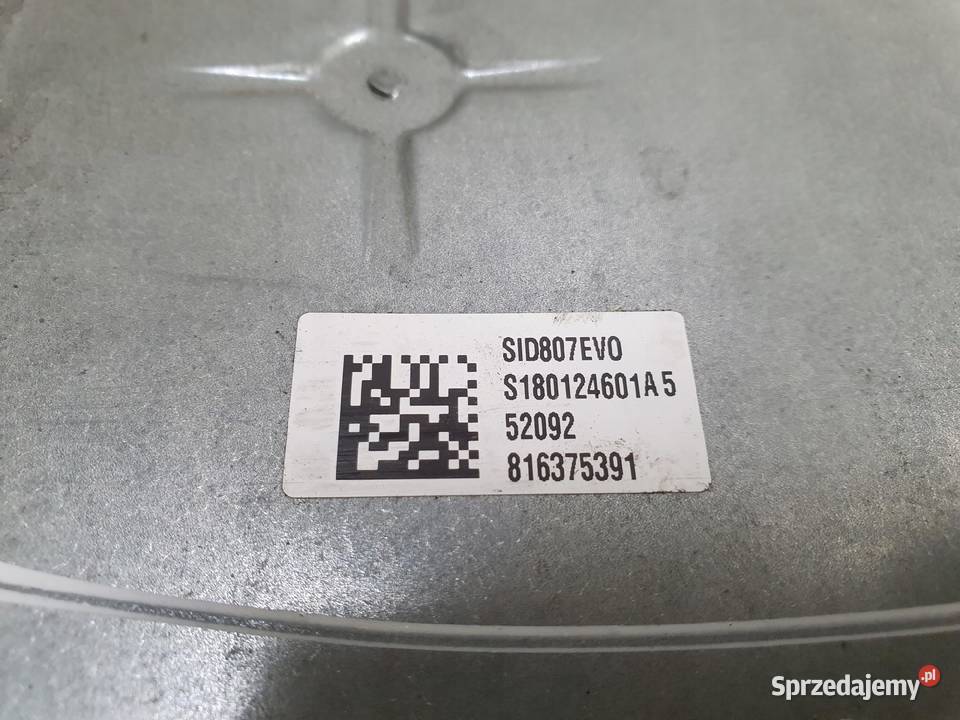 SID807EVO
S180124601A 5
52092
816375391
Sprzedajemy.pl